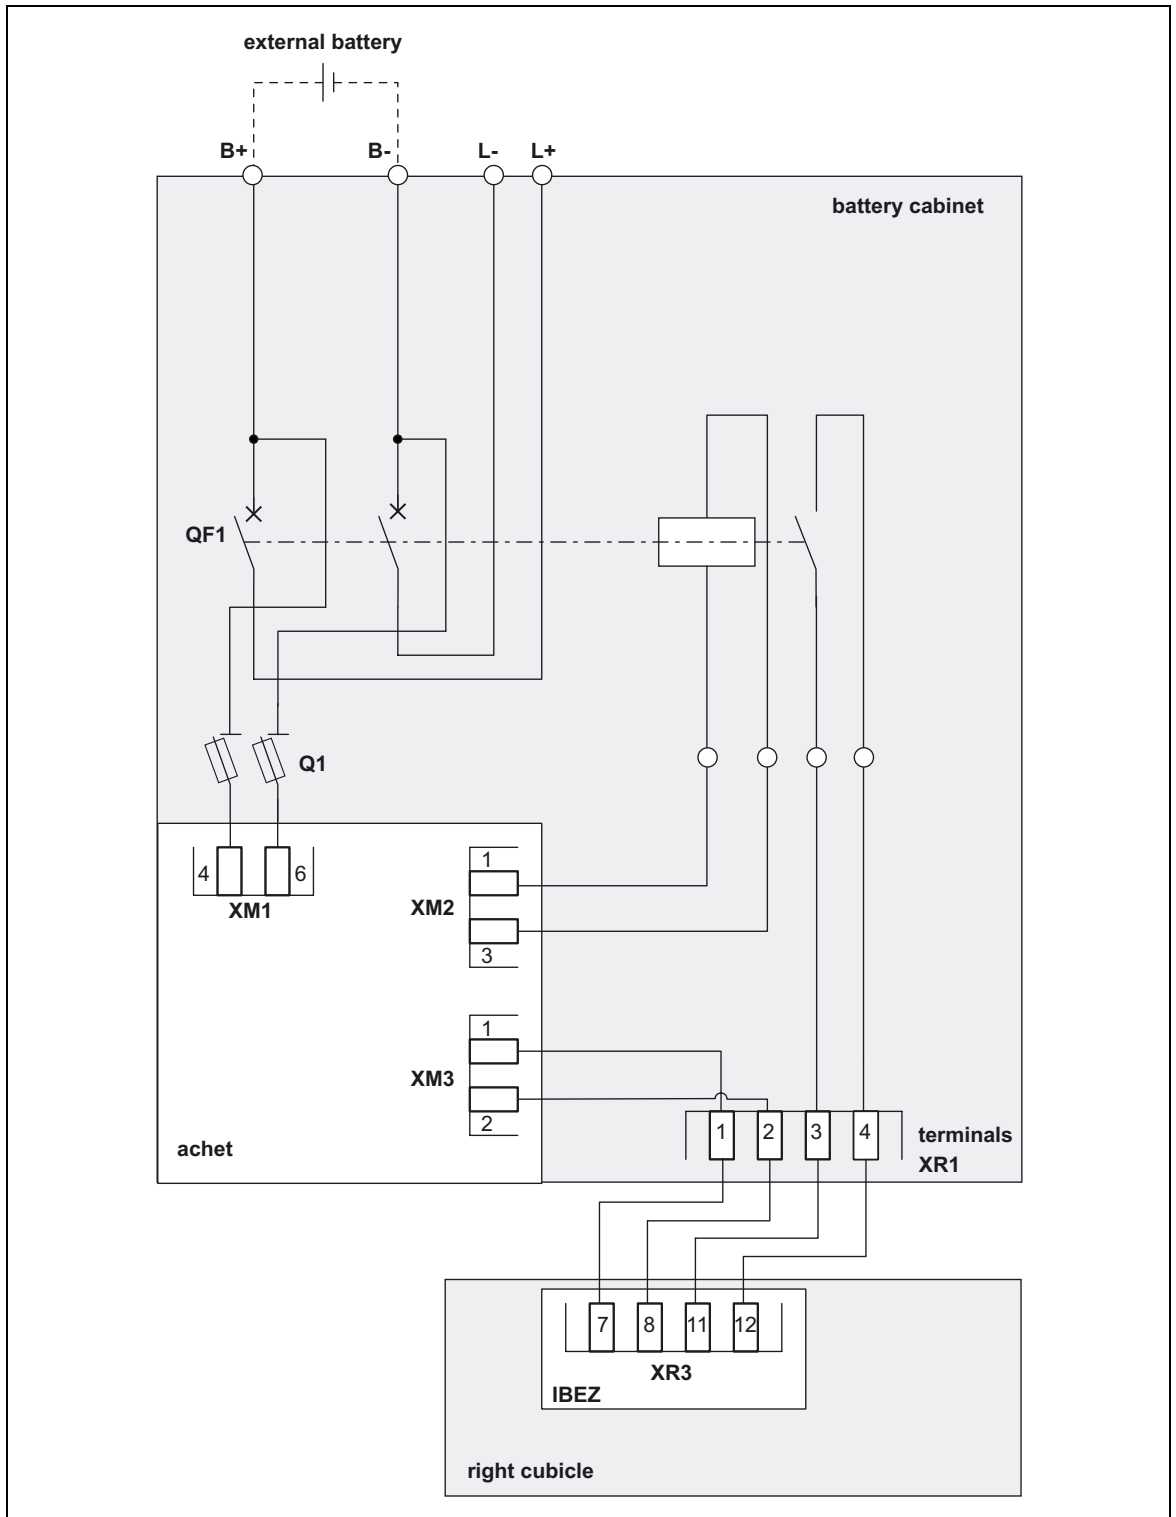 external battery
B+ B- L- L+
battery cabinet
QF1
Q1
4 6
XM1
1
XM2
3
1
XM3
2
achet
1 2 3 4
terminals
XR1
7 8 11 12
XR3
IBEZ
right cubicle